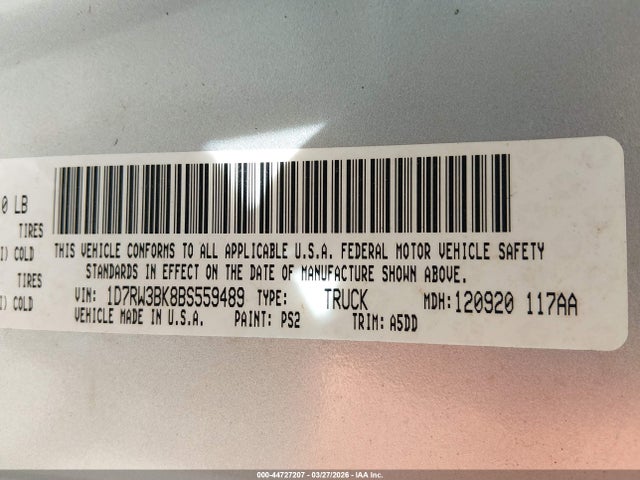 0 LB
TIRES
I) COLD
TIRES
I) COLD
THIS VEHICLE CONFORMS TO ALL APPLICABLE U.S.A. FEDERAL MOTOR VEHICLE SAFETY
STANDARDS IN EFFECT ON THE DATE OF MANUFACTURE SHOWN ABOVE.
VIN: 1D7RW3BK8BS559489 TYPE: TRUCK MDH: 120920 117AA
VEHICLE MADE IN U.S.A. PAINT: PS2 TRIM: A5DD
000-44727207 - 03/27/2026 - IAA Inc.